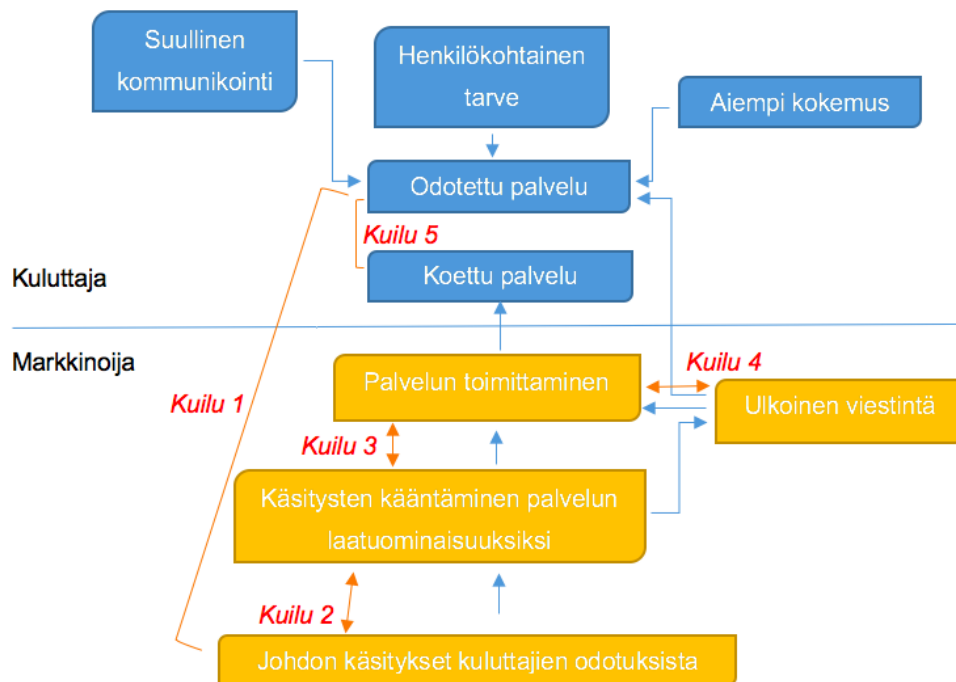 Suullinen
kommunikointi
Henkilökohtainen
tarve
Aiempi kokemus
Odotettu palvelu
Kuilu 5
Koettu palvelu
Kuluttaja
Markkinoija
Kuilu 4
Palvelun toimittaminen
Ulkoinen viestintä
Kuilu 1
Kuilu 3
Käsitysten kääntäminen palvelun
laatuominaisuuksiksi
Kuilu 2
Johdon käsitykset kuluttajien odotuksista